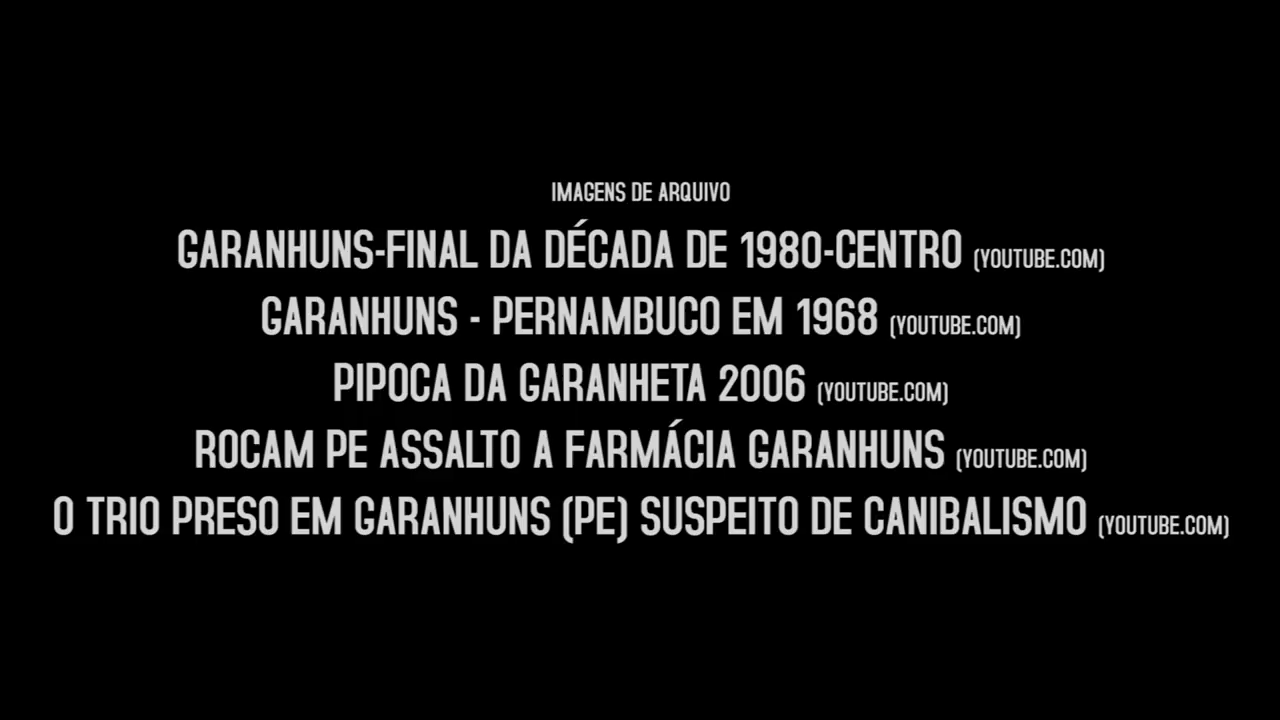 IMAGENS DE ARQUIVO
GARANHUNS-FINAL DA DÉCADA DE 1980-CENTRO (YOUTUBE.COM)
GARANHUNS - PERNAMBUCO EM 1968 (YOUTUBE.COM)
PIPOCA DA GARANHETA 2006 (YOUTUBE.COM)
ROCAM PE ASSALTO A FARMÁCIA GARANHUNS (YOUTUBE.COM)
O TRIO PRESO EM GARANHUNS (PE) SUSPEITO DE CANIBALISMO (YOUTUBE.COM)